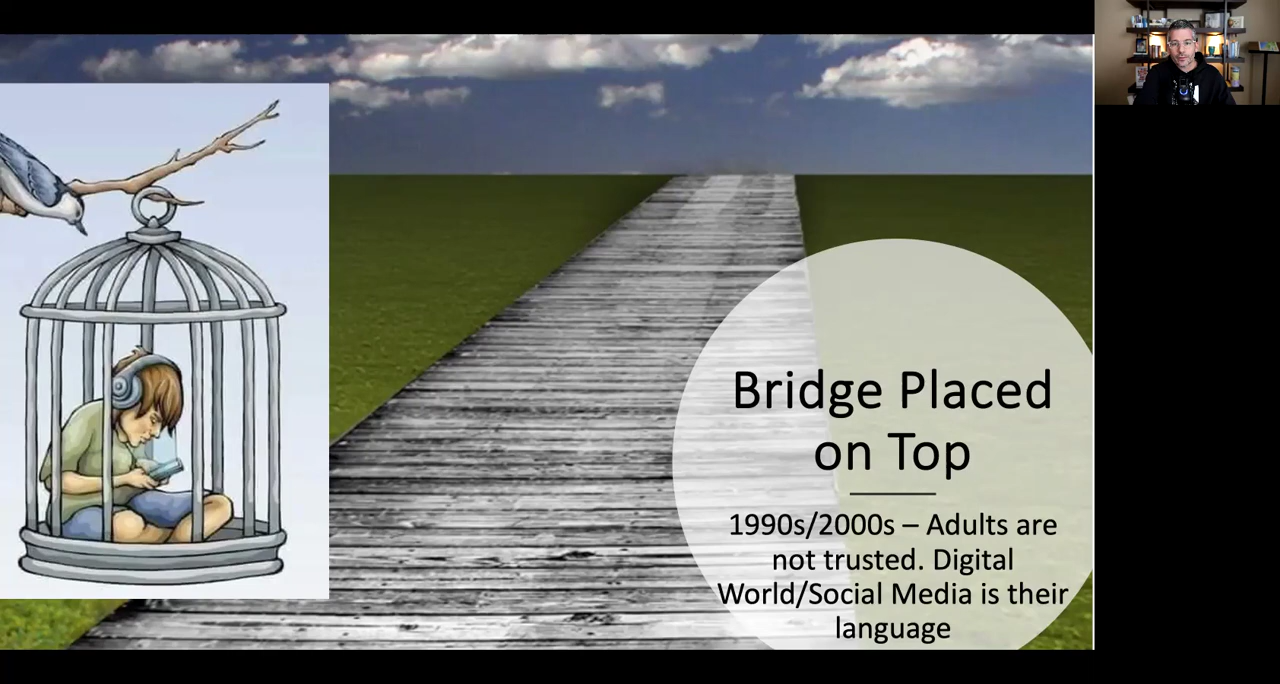 Bridge Placed
on Top
1990s/2000s – Adults are
not trusted. Digital
World/Social Media is their
language